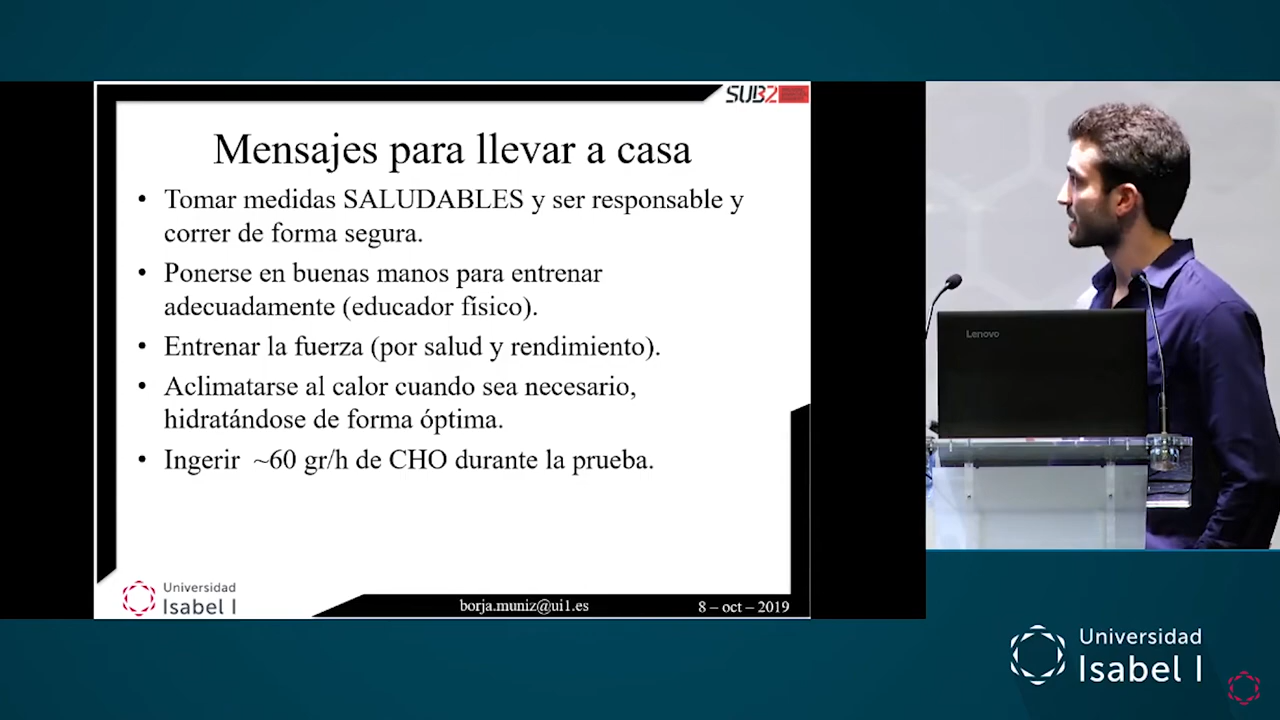 SUB2
Mensajes para llevar a casa
• Tomar medidas SALUDABLES y ser responsable y
correr de forma segura.
• Ponerse en buenas manos para entrenar
adecuadamente (educador físico).
• Entrenar la fuerza (por salud y rendimiento).
• Aclimatarse al calor cuando sea necesario,
hidratándose de forma óptima.
• Ingerir ~60 gr/h de CHO durante la prueba.
Universidad
Isabel I
borja.muniz@ui1.es
8 – oct – 2019
Lenovo
Universidad
Isabel I